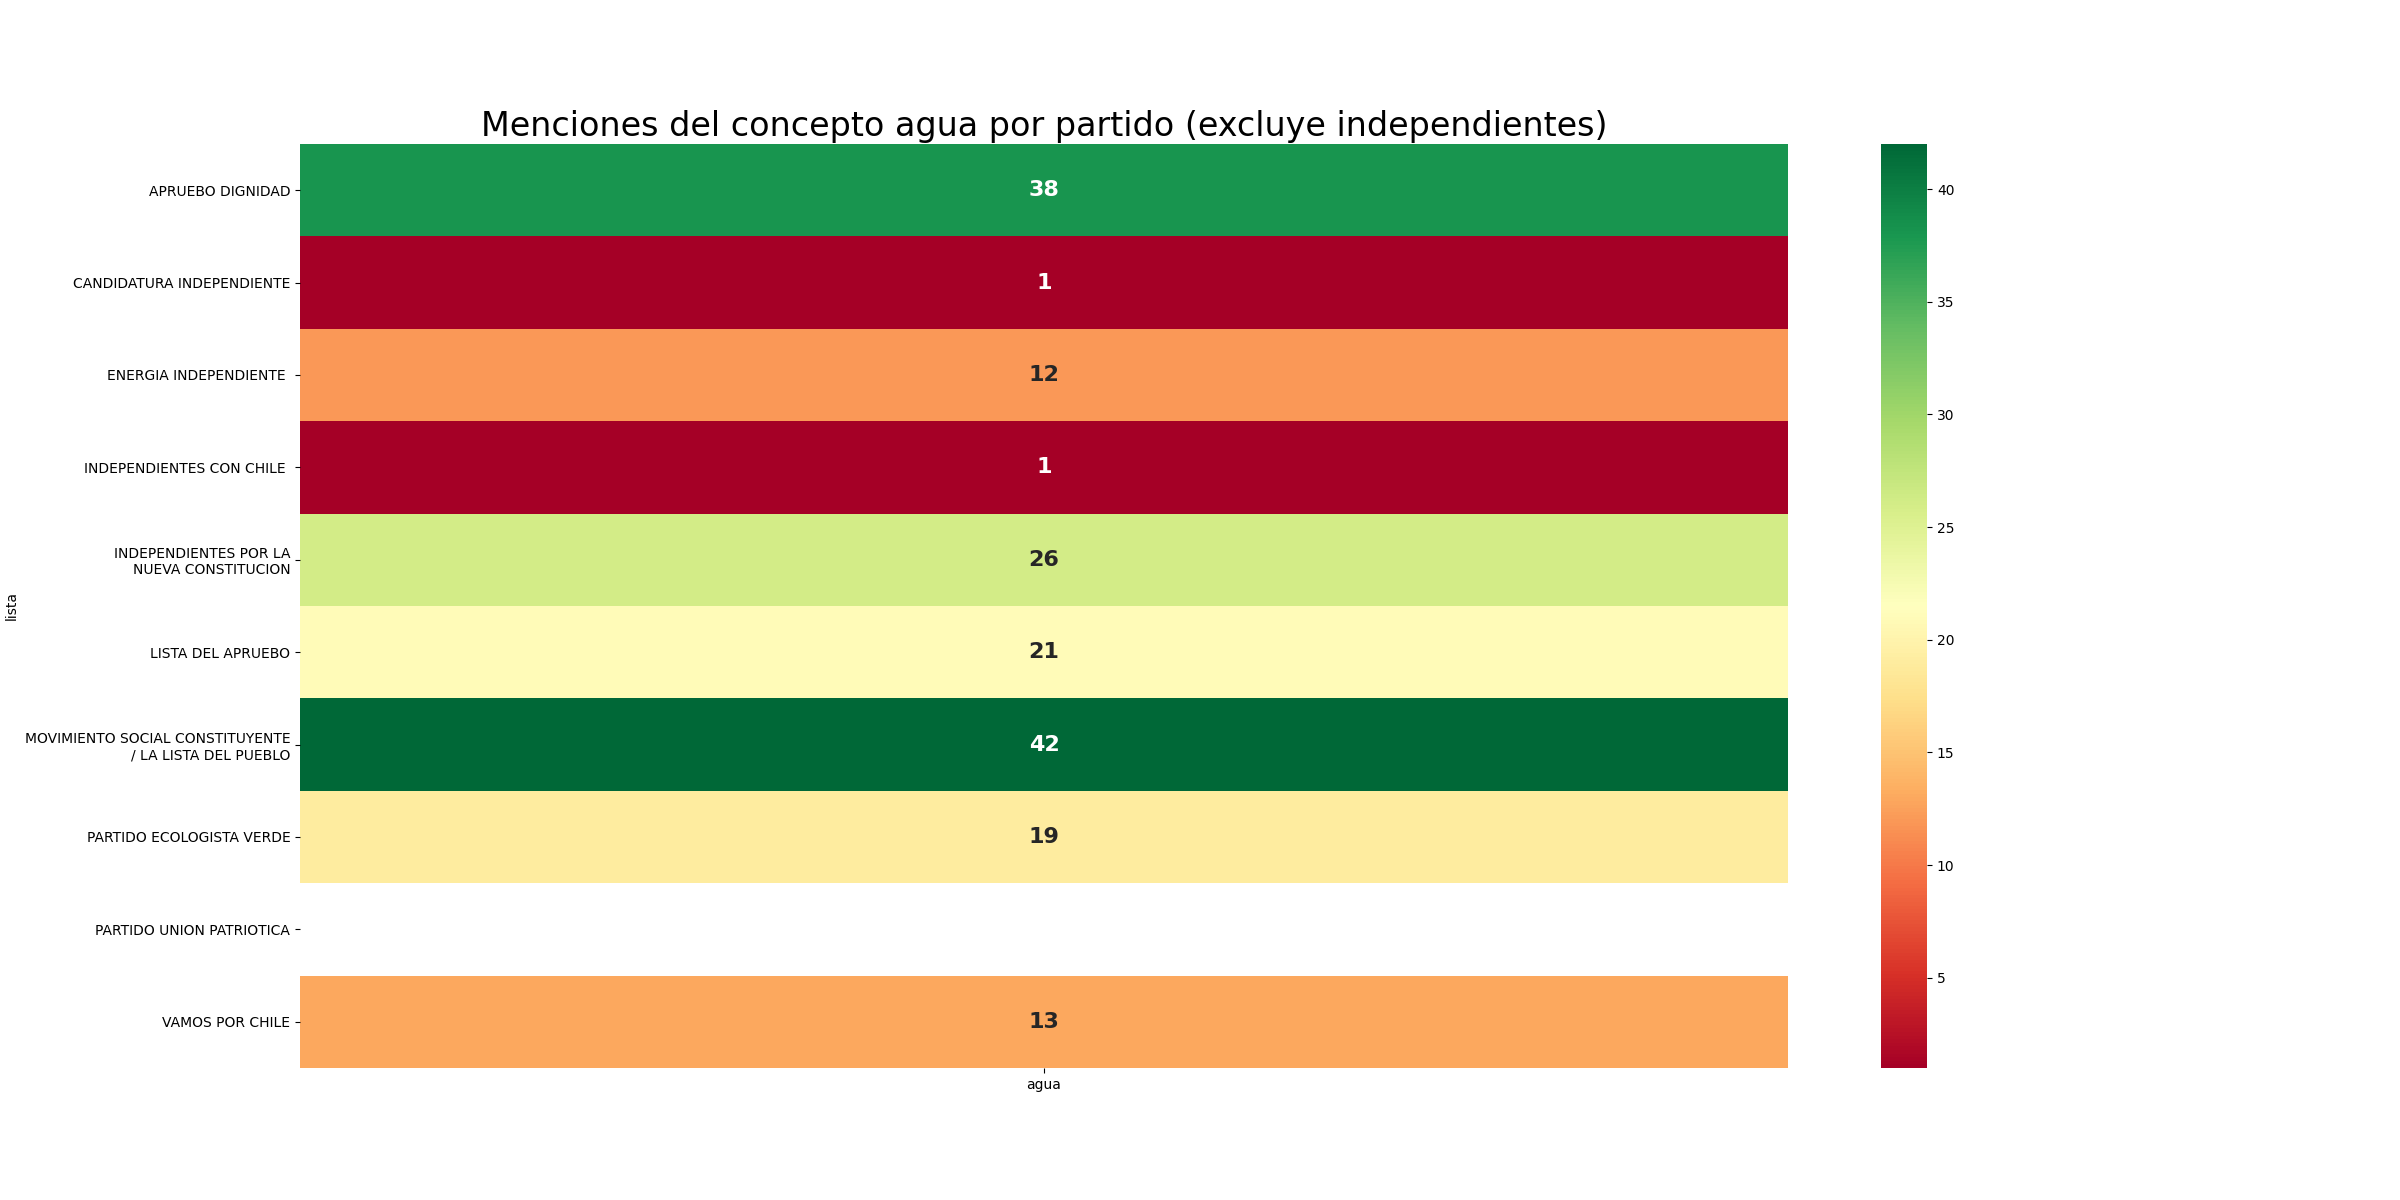 Menciones del concepto agua por partido (excluye independientes)
lista
APRUEBO DIGNIDAD
38
CANDIDATURA INDEPENDIENTE
1
ENERGIA INDEPENDIENTE
12
INDEPENDIENTES CON CHILE
1
INDEPENDIENTES POR LA
NUEVA CONSTITUCION
26
LISTA DEL APRUEBO
21
MOVIMIENTO SOCIAL CONSTITUYENTE
/ LA LISTA DEL PUEBLO
42
PARTIDO ECOLOGISTA VERDE
19
PARTIDO UNION PATRIOTICA
VAMOS POR CHILE
13
agua
40
35
30
25
20
15
10
5